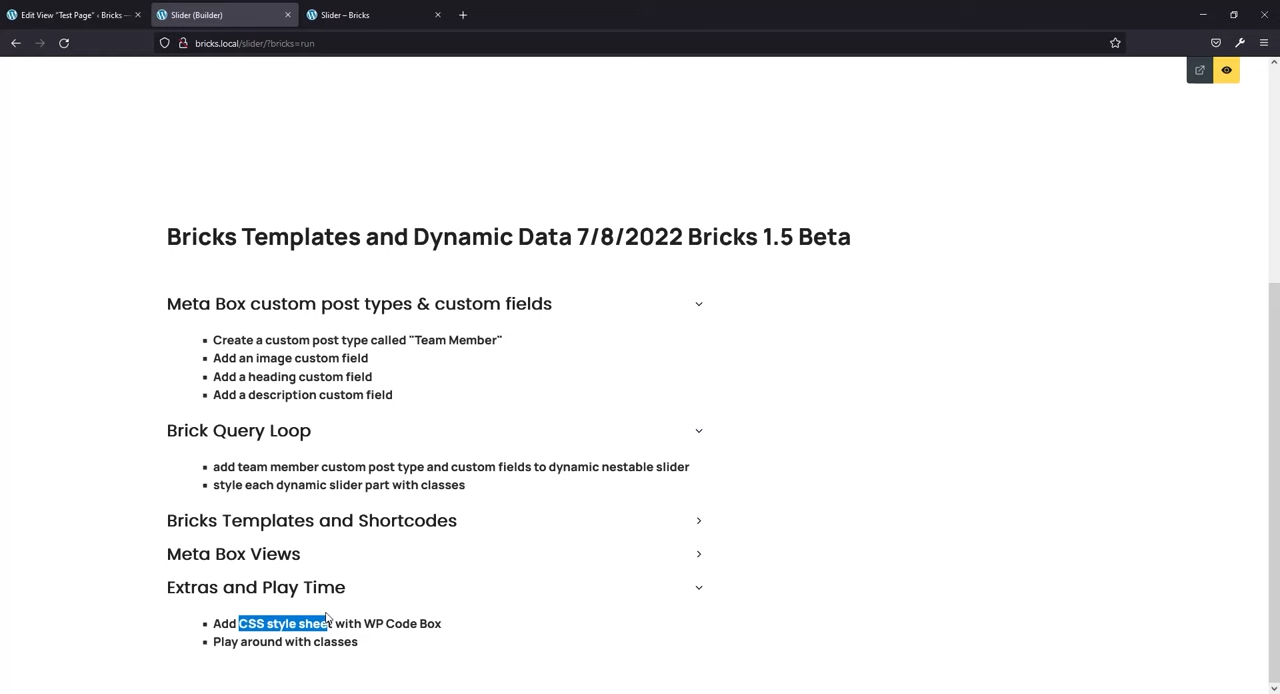 Edit View "Test Page" ‹ Bricks —
Slider (Builder)
Slider – Bricks
bricks.local/slider/?bricks=run
Bricks Templates and Dynamic Data 7/8/2022 Bricks 1.5 Beta
Meta Box custom post types & custom fields
Create a custom post type called "Team Member"
Add an image custom field
Add a heading custom field
Add a description custom field
Brick Query Loop
add team member custom post type and custom fields to dynamic nestable slider
style each dynamic slider part with classes
Bricks Templates and Shortcodes
Meta Box Views
Extras and Play Time
Add CSS style sheet with WP Code Box
Play around with classes